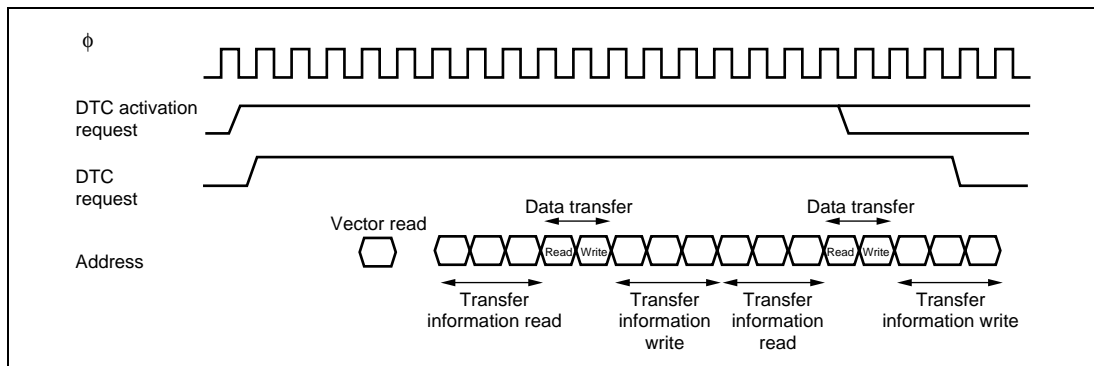 ϕ
DTC activation
request
DTC
request
Data transfer
Data transfer
Vector read
Address
Read
Write
Read
Write
Transfer
information read
Transfer
information
write
Transfer
information
read
Transfer
information write